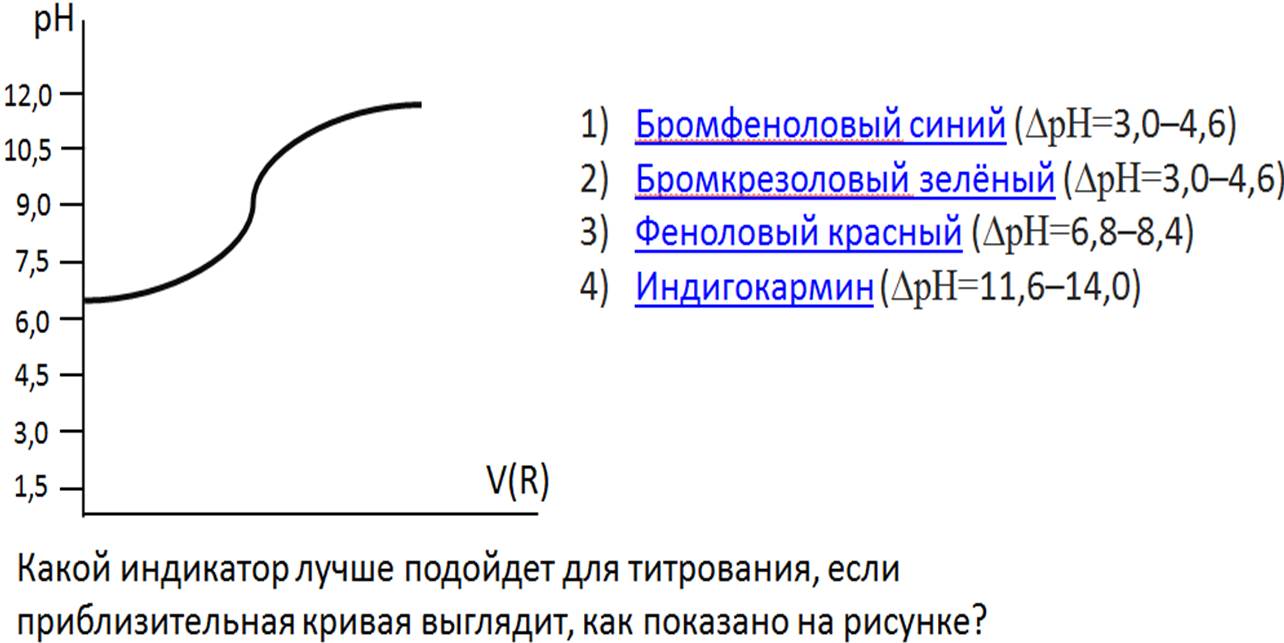 pH
12,0
10,5
9,0
7,5
6,0
4,5
3,0
1,5
V(R)
1) Бромфеноловый синий (ΔpH=3,0–4,6)
2) Бромкрезоловый зелёный (ΔpH=3,0–4,6)
3) Феноловый красный (ΔpH=6,8–8,4)
4) Индигокармин (ΔpH=11,6–14,0)
Какой индикатор лучше подойдет для титрования, если
приблизительная кривая выглядит, как показано на рисунке?